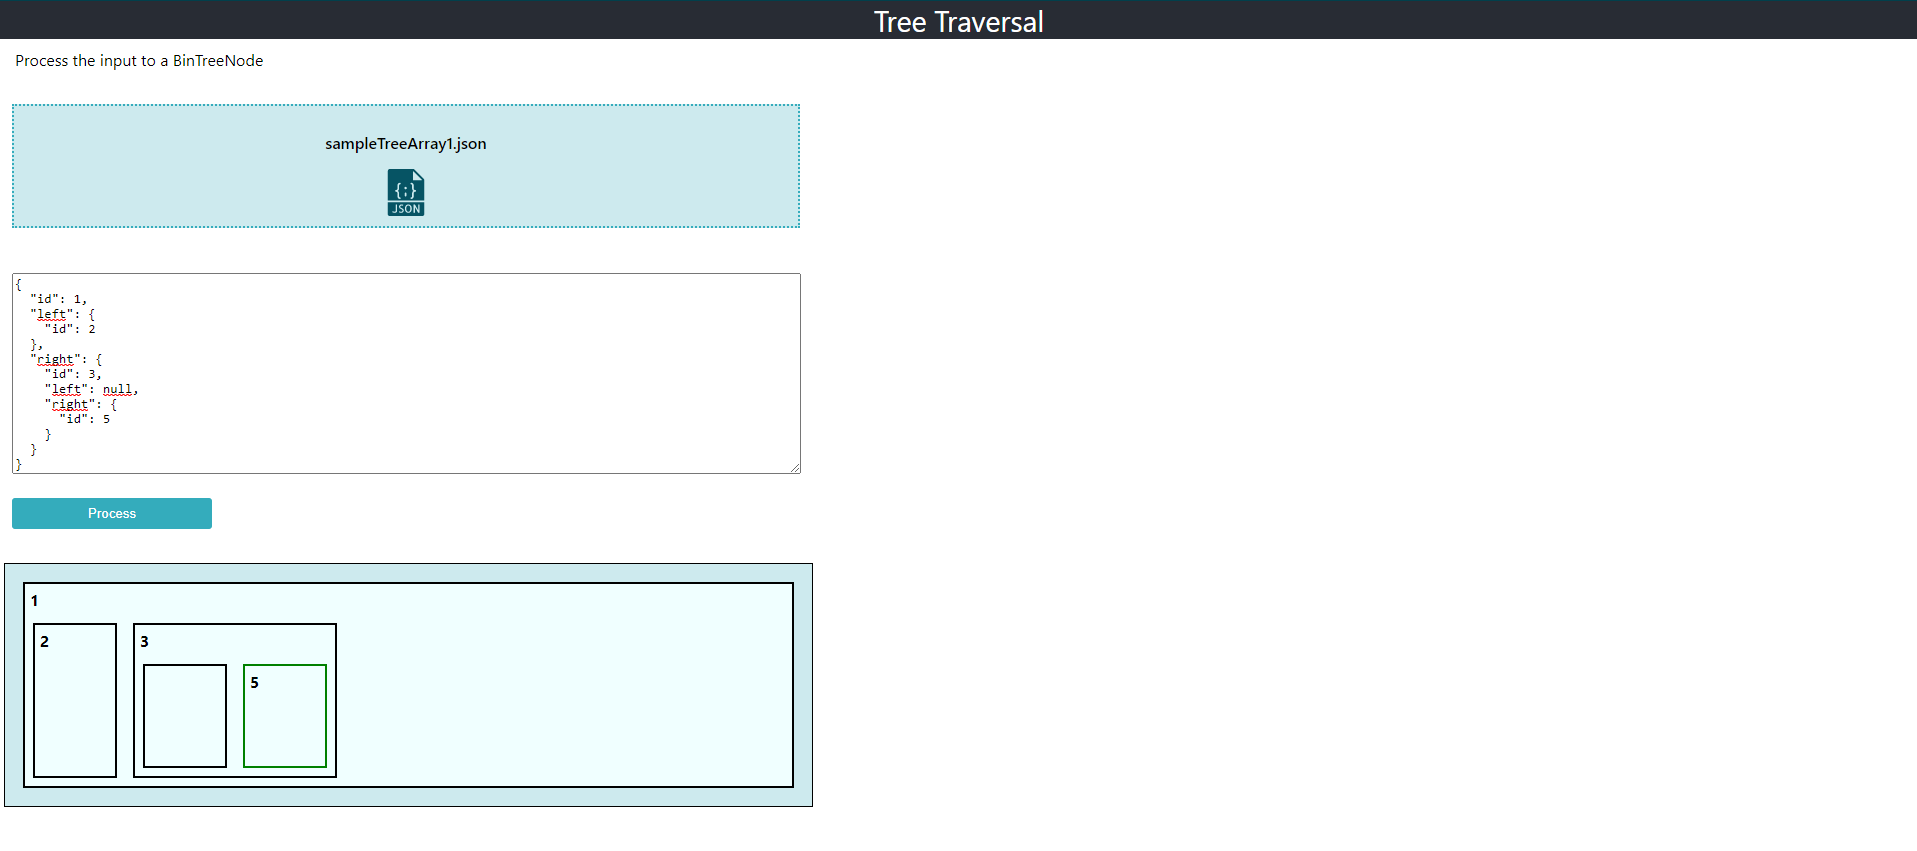 Tree Traversal
Process the input to a BinTreeNode
sampleTreeArray1.json
{;}
JSON
{
  "id": 1,
  "left": {
    "id": 2
  },
  "right": {
    "id": 3,
    "left": null,
    "right": {
      "id": 5
    }
  }
}
Process
1
2
3
5